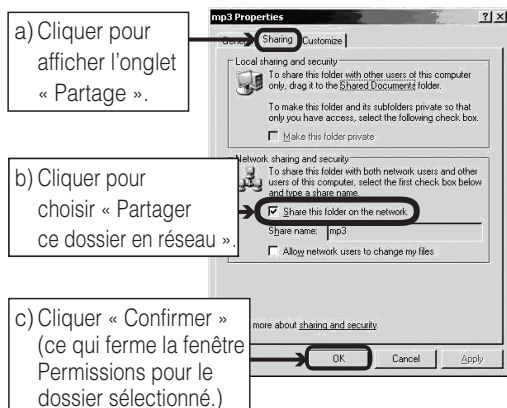 a) Cliquer pour
afficher l'onglet
« Partage ».
b) Cliquer pour
choisir « Partager
ce dossier en réseau ».
c) Cliquer « Confirmer »
(ce qui ferme la fenêtre
Permissions pour le
dossier sélectionné.)
mp3 Properties
Sharing Customize
Local sharing and security
To share this folder with other users of this computer
only, drag it to the Shared Documents folder.
To make this folder and its subfolders private so that
only you have access, select the following check box.
Make this folder private
Network sharing and security
To share this folder with both network users and other
users of this computer, select the first check box below
and type a share name.
Share this folder on the network
Share name: mp3
Allow network users to change my files
more about sharing and security.
OK Cancel Apply